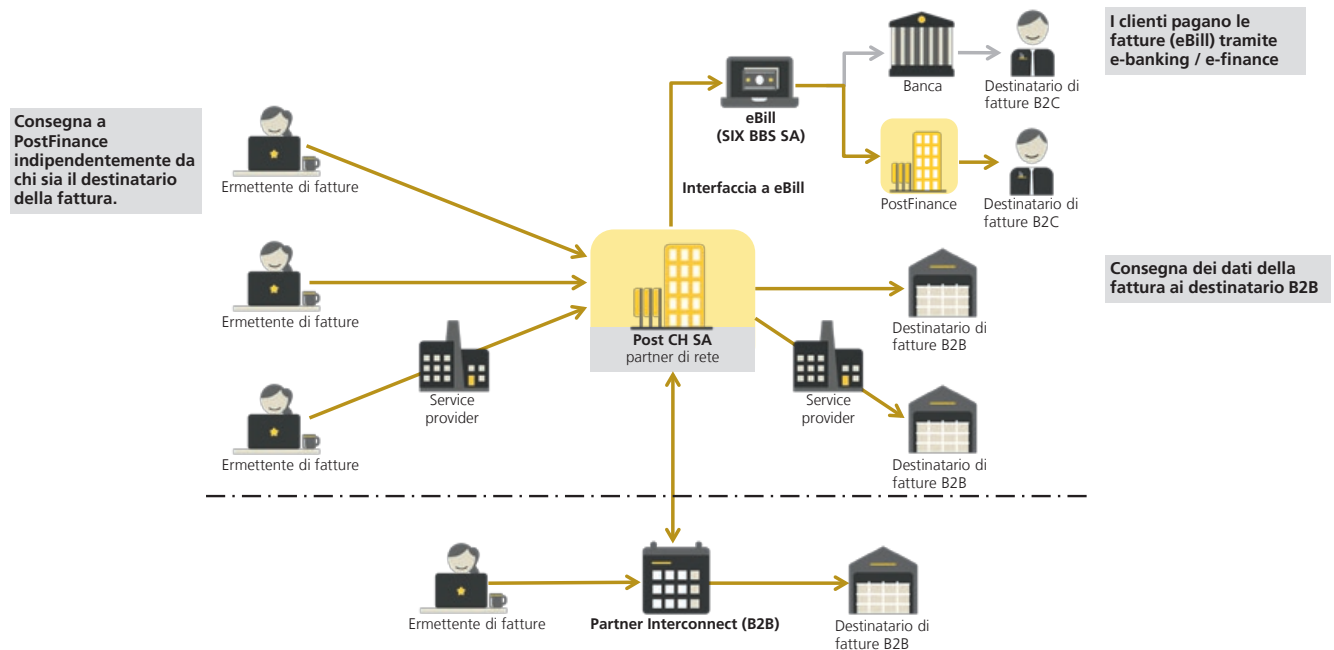 I clienti pagano le
fatture (eBill) tramite
e-banking / e-finance
Banca
Destinatario di
fatture B2C
eBill
(SIX BBS SA)
Consegna a
PostFinance
indipendentemente da
chi sia il destinatario
della fattura.
Ermettente di fatture
Interfaccia a eBill
PostFinance
Destinatario di
fatture B2C
Consegna dei dati della
fattura ai destinatario B2B
Ermettente di fatture
Destinatario di
fatture B2B
Post CH SA
partner di rete
Service
provider
Service
provider
Ermettente di fatture
Destinatario di
fatture B2B
Ermettente di fatture
Partner Interconnect (B2B)
Destinatario di
fatture B2B